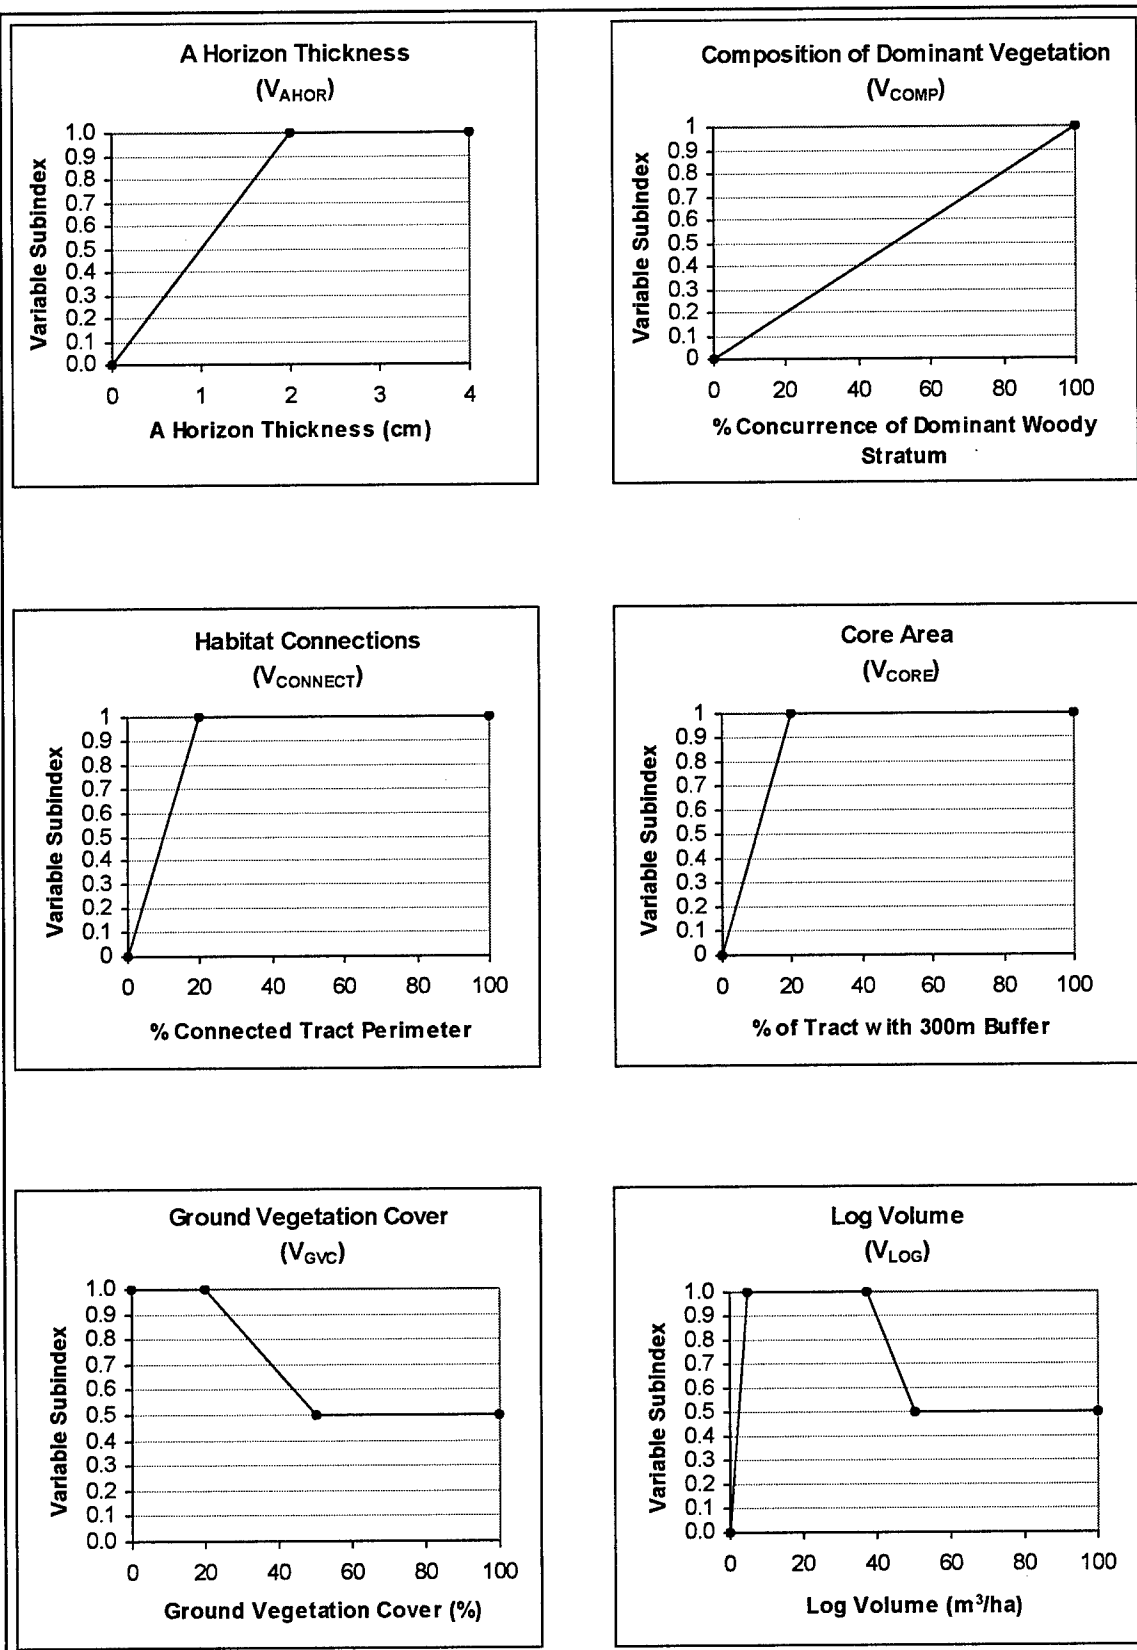 A Horizon Thickness
(V_AHOR)
1.0
0.9
0.8
0.7
0.6
0.5
0.4
0.3
0.2
0.1
0.0
Variable Subindex
0 1 2 3 4
A Horizon Thickness (cm)
Composition of Dominant Vegetation
(V_COMP)
1
0.9
0.8
0.7
0.6
0.5
0.4
0.3
0.2
0.1
0
Variable Subindex
0 20 40 60 80 100
% Concurrence of Dominant Woody
Stratum
Habitat Connections
(V_CONNECT)
1
0.9
0.8
0.7
0.6
0.5
0.4
0.3
0.2
0.1
0
Variable Subindex
0 20 40 60 80 100
% Connected Tract Perimeter
Core Area
(V_CORE)
1
0.9
0.8
0.7
0.6
0.5
0.4
0.3
0.2
0.1
0
Variable Subindex
0 20 40 60 80 100
% of Tract with 300m Buffer
Ground Vegetation Cover
(V_GVC)
1.0
0.9
0.8
0.7
0.6
0.5
0.4
0.3
0.2
0.1
0.0
Variable Subindex
0 20 40 60 80 100
Ground Vegetation Cover (%)
Log Volume
(V_LOG)
1.0
0.9
0.8
0.7
0.6
0.5
0.4
0.3
0.2
0.1
0.0
Variable Subindex
0 20 40 60 80 100
Log Volume (m³/ha)